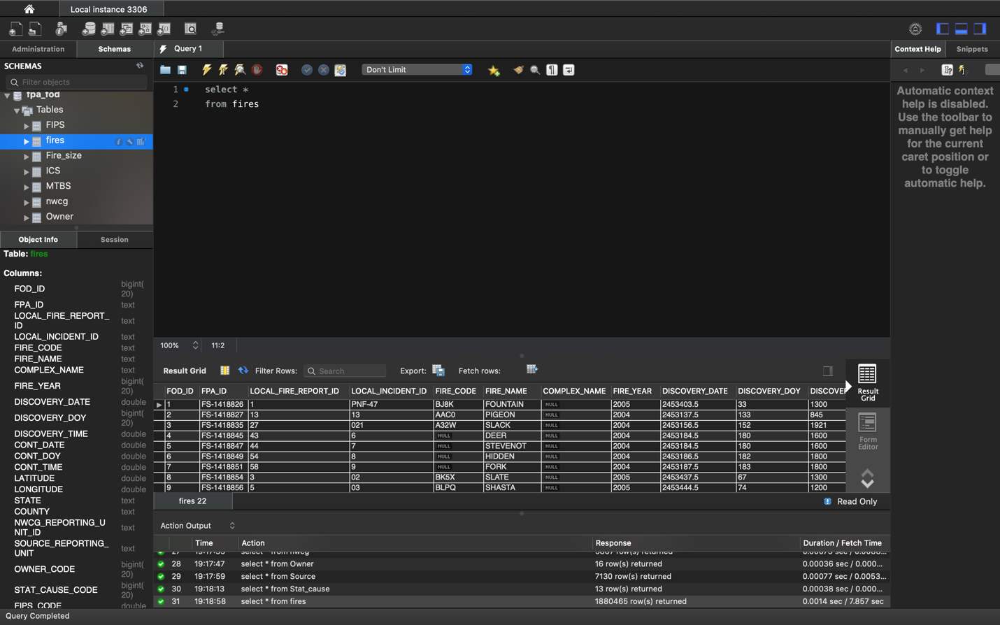 Local instance 3306
Administration
Schemas
Query 1
Context Help
Snippets
SCHEMAS
Filter objects
Don't Limit
fpa_fod
Tables
FIPS
fires
Fire_size
ICS
MTBS
nwcg
Owner
1 select *
2 from fires
Automatic context
help is disabled.
Use the toolbar to
manually get help
for the current
caret position or
to toggle
automatic help.
Object Info
Session
Table: fires
Columns:
FOD_ID bigint(
20)
FPA_ID text
LOCAL_FIRE_REPORT_
ID text
LOCAL_INCIDENT_ID text
FIRE_CODE text
FIRE_NAME text
COMPLEX_NAME text
FIRE_YEAR bigint(
20)
DISCOVERY_DATE double
DISCOVERY_DOY bigint(
20)
DISCOVERY_TIME double
CONT_DATE double
CONT_DOY double
CONT_TIME double
LATITUDE double
LONGITUDE double
STATE text
COUNTY text
NWCG_REPORTING_U
NIT_ID text
SOURCE_REPORTING_
UNIT text
OWNER_CODE bigint(
20)
STAT_CAUSE_CODE bigint(
20)
FIPS_CODE double
100% 11:2
Result Grid Filter Rows: Search Export: Fetch rows:
FOD_ID FPA_ID LOCAL_FIRE_REPORT_ID LOCAL_INCIDENT_ID FIRE_CODE FIRE_NAME COMPLEX_NAME FIRE_YEAR DISCOVERY_DATE DISCOVERY_DOY DISCOVER
1 FS-1418826 1 PNF-47 BJ8K FOUNTAIN NULL 2005 2453403.5 33 1300
2 FS-1418827 13 13 AAC0 PIGEON NULL 2004 2453137.5 133 845
3 FS-1418835 27 021 A32W SLACK NULL 2004 2453156.5 152 1921
4 FS-1418845 43 6 NULL DEER NULL 2004 2453184.5 180 1600
5 FS-1418847 44 7 NULL STEVENOT NULL 2004 2453184.5 180 1600
6 FS-1418849 54 8 NULL HIDDEN NULL 2004 2453186.5 182 1800
7 FS-1418851 58 9 NULL FORK NULL 2004 2453187.5 183 1800
8 FS-1418854 3 02 BK5X SLATE NULL 2005 2453437.5 67 1300
9 FS-1418856 5 03 BLPQ SHASTA NULL 2005 2453444.5 74 1200
Result
Grid
Form
Editor
fires 22
Read Only
Action Output
Time Action Response Duration / Fetch Time
28 19:17:47 select * from Owner 16 row(s) returned 0.00036 sec / 0.000...
29 19:17:59 select * from Source 7130 row(s) returned 0.00077 sec / 0.0053...
30 19:18:13 select * from Stat_cause 13 row(s) returned 0.00038 sec / 0.000...
31 19:18:58 select * from fires 1880465 row(s) returned 0.0014 sec / 7.857 sec
Query Completed